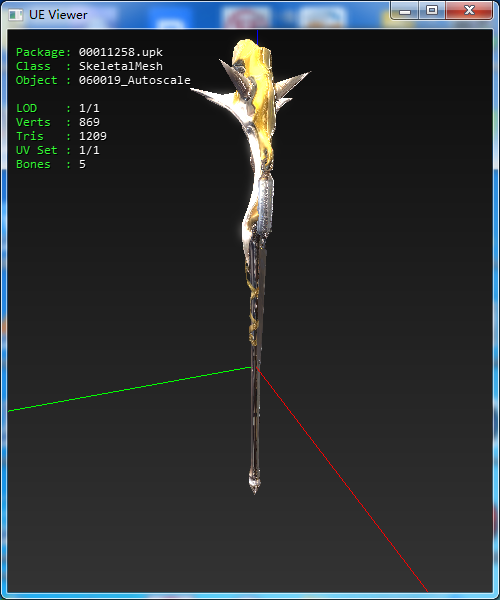 UE Viewer
Package: 00011258.upk
Class : SkeletalMesh
Object : 060019_Autoscale
LOD : 1/1
Verts : 869
Tris : 1209
UV Set : 1/1
Bones : 5